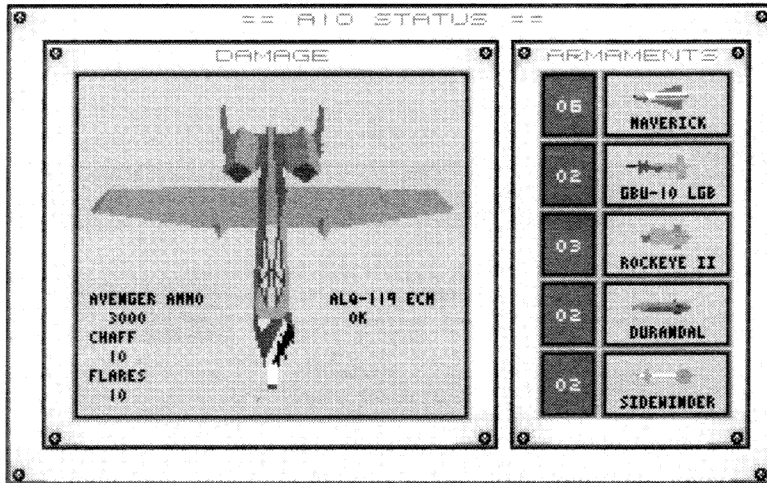 == A10 STATUS ==
DAMAGE
AVENGER AMMO
3000
CHAFF
10
FLARES
10
ALQ-119 ECM
OK
ARMAMENTS
06
MAVERICK
02
GBU-10 LGB
03
ROCKEYE II
02
DURANDAL
02
SIDEWINDER